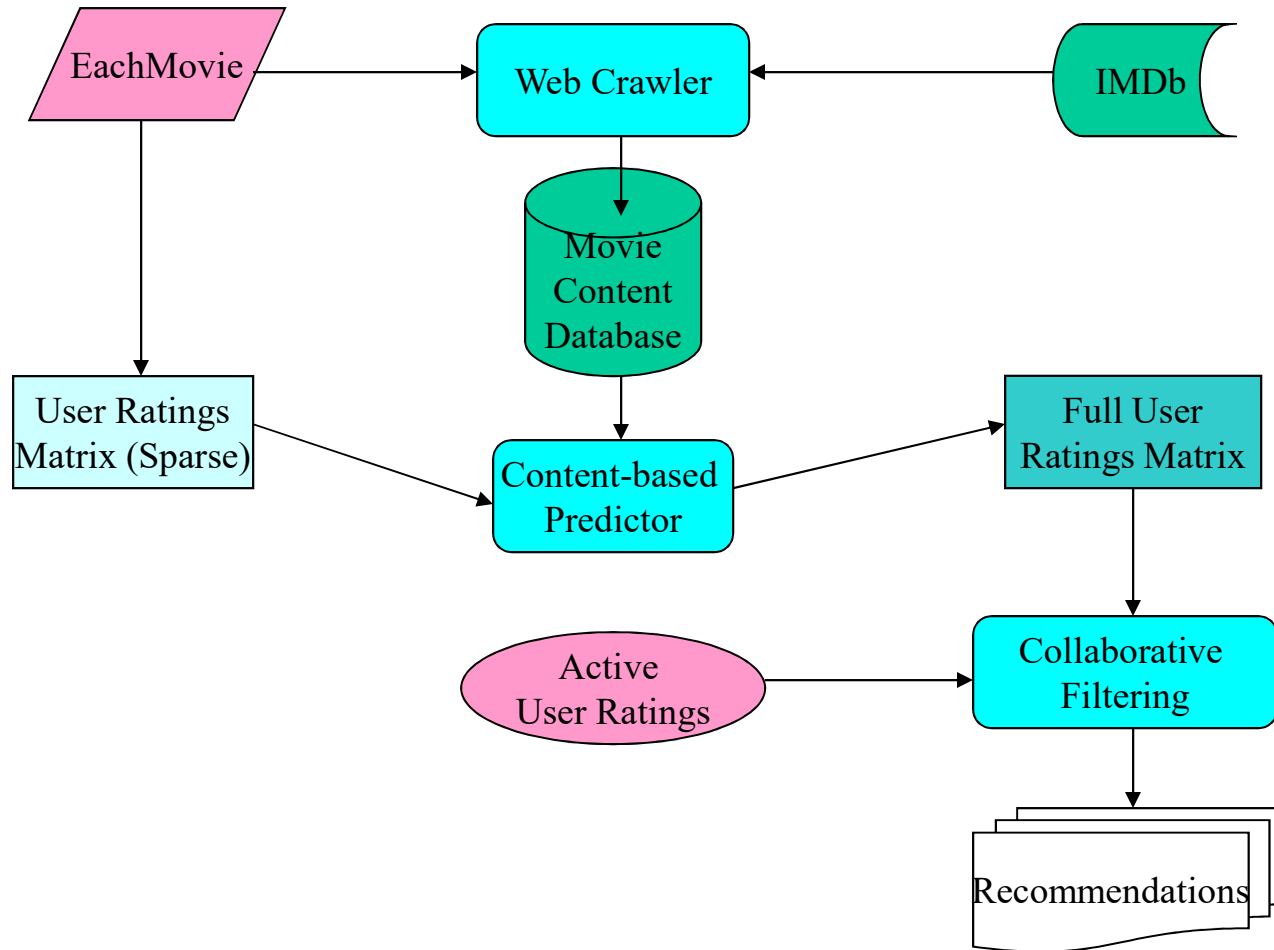 EachMovie
Web Crawler
IMDb
Movie
Content
Database
User Ratings
Matrix (Sparse)
Content-based
Predictor
Full User
Ratings Matrix
Active
User Ratings
Collaborative
Filtering
Recommendations